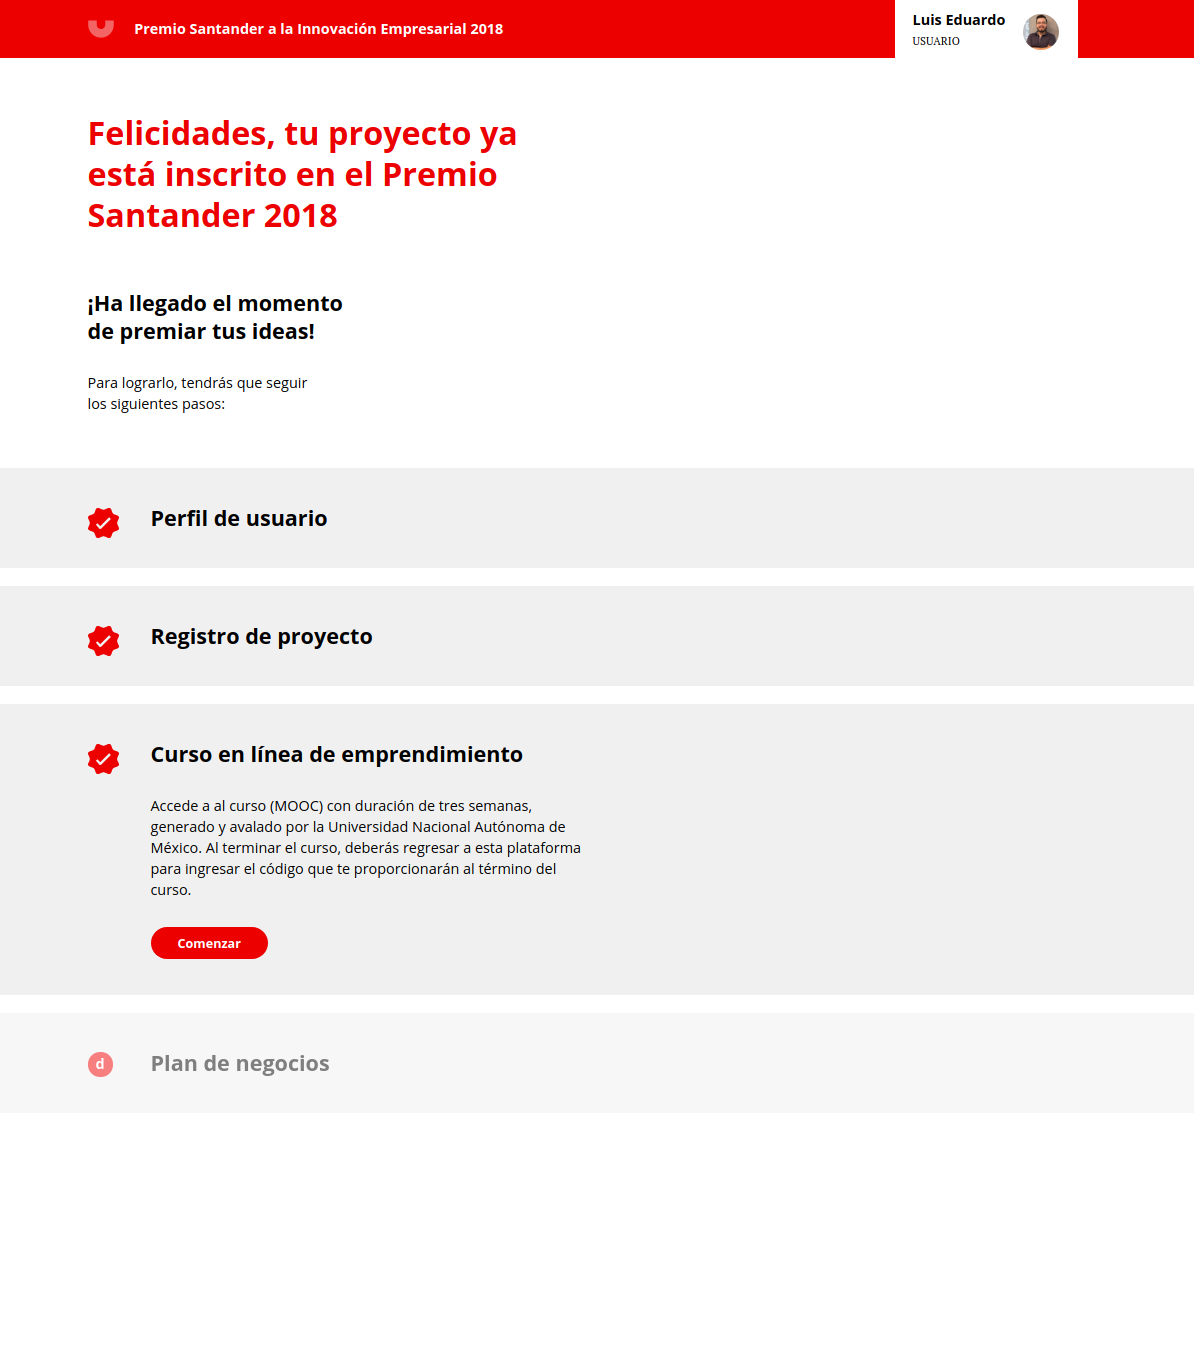 Premio Santander a la Innovación Empresarial 2018
Luis Eduardo
USUARIO
Felicidades, tu proyecto ya
está inscrito en el Premio
Santander 2018
¡Ha llegado el momento
de premiar tus ideas!
Para lograrlo, tendrás que seguir
los siguientes pasos:
Perfil de usuario
Registro de proyecto
Curso en línea de emprendimiento
Accede a al curso (MOOC) con duración de tres semanas,
generado y avalado por la Universidad Nacional Autónoma de
México. Al terminar el curso, deberás regresar a esta plataforma
para ingresar el código que te proporcionarán al término del
curso.
Comenzar
d Plan de negocios